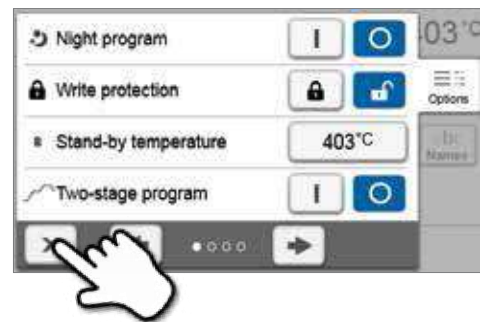 Night program
03 °C
Write protection
Options
Stand-by temperature
403°C
Names
Two-stage program